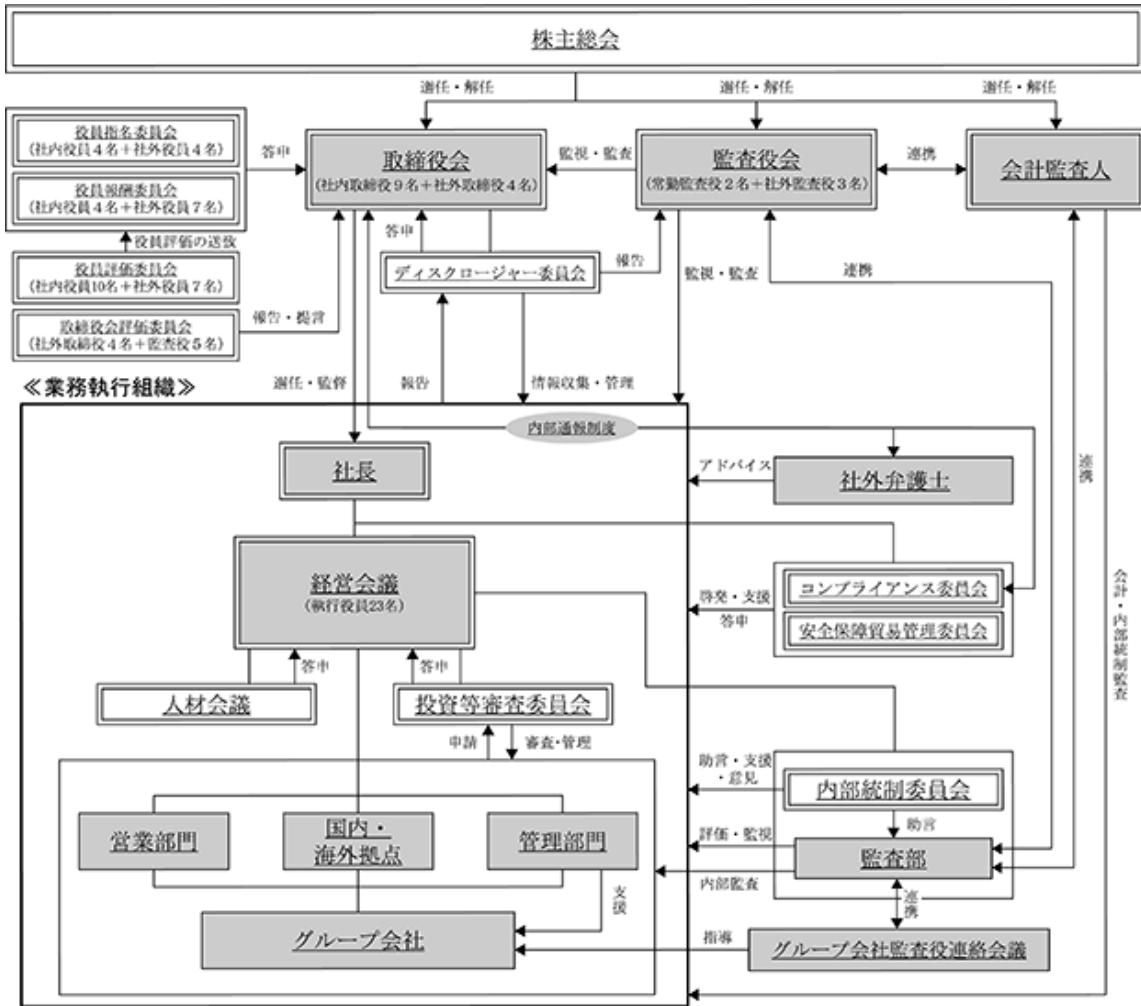 株主総会
選任・解任
選任・解任
選任・解任
役員指名委員会
(社内役員4名＋社外役員4名)
答申
取締役会
(社内取締役9名＋社外取締役4名)
監視・監査
監査役会
(常勤監査役2名＋社外監査役3名)
連携
会計監査人
役員報酬委員会
(社内役員4名＋社外役員7名)
役員評価の送致
答申
役員評価委員会
(社内役員10名＋社外役員7名)
ディスクロージャー委員会
報告
監視・監査
連携
取締役会評価委員会
(社外取締役4名＋監査役5名)
報告・提言
≪業務執行組織≫
選任・監督
報告
情報収集・管理
内部通報制度
社長
アドバイス
社外弁護士
連携
経営会議
(執行役員23名)
啓発・支援
答申
コンプライアンス委員会
安全保障貿易管理委員会
会計・内部統制監査
答申
答申
人材会議
投資等審査委員会
申請
審査・管理
助言・支援
・意見
内部統制委員会
助言
営業部門
国内・
海外拠点
管理部門
評価・監視
監査部
内部監査
支援
連携
グループ会社
指導
グループ会社監査役連絡会議